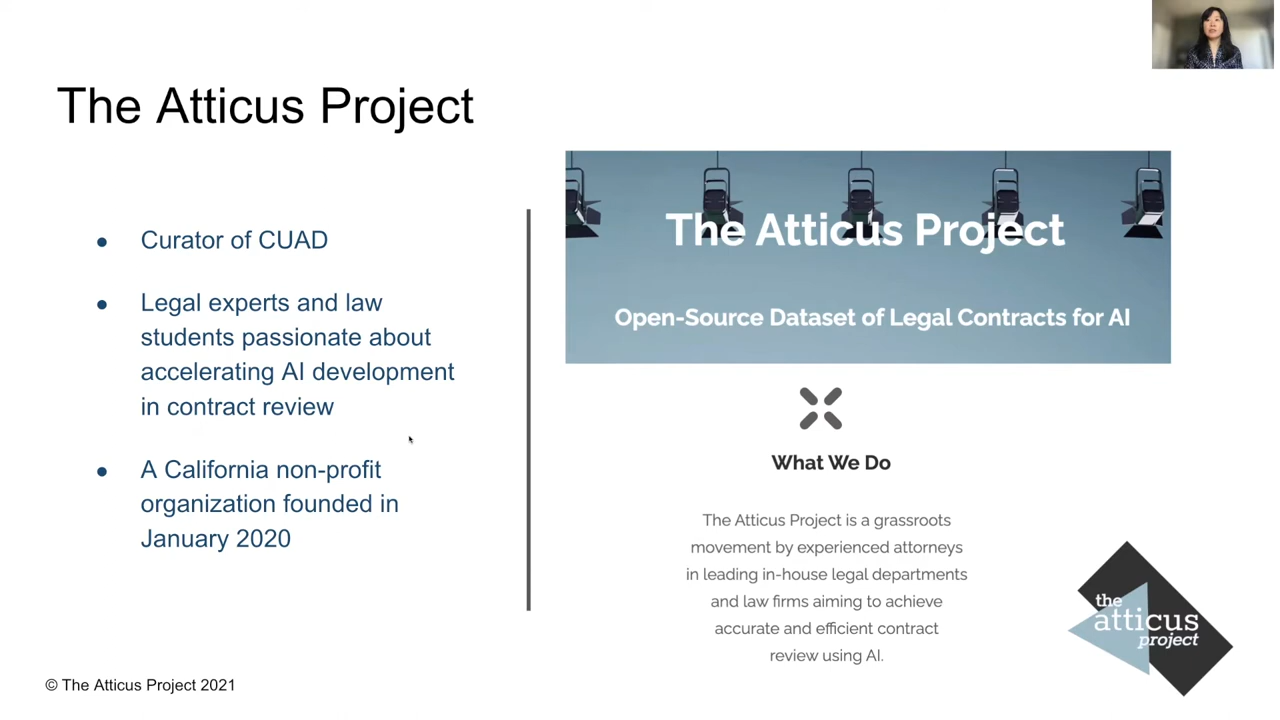 The Atticus Project
● Curator of CUAD
● Legal experts and law
students passionate about
accelerating AI development
in contract review
● A California non-profit
organization founded in
January 2020
The Atticus Project
Open-Source Dataset of Legal Contracts for AI
What We Do
The Atticus Project is a grassroots
movement by experienced attorneys
in leading in-house legal departments
and law firms aiming to achieve
accurate and efficient contract
review using AI.
the
atticus
project
© The Atticus Project 2021